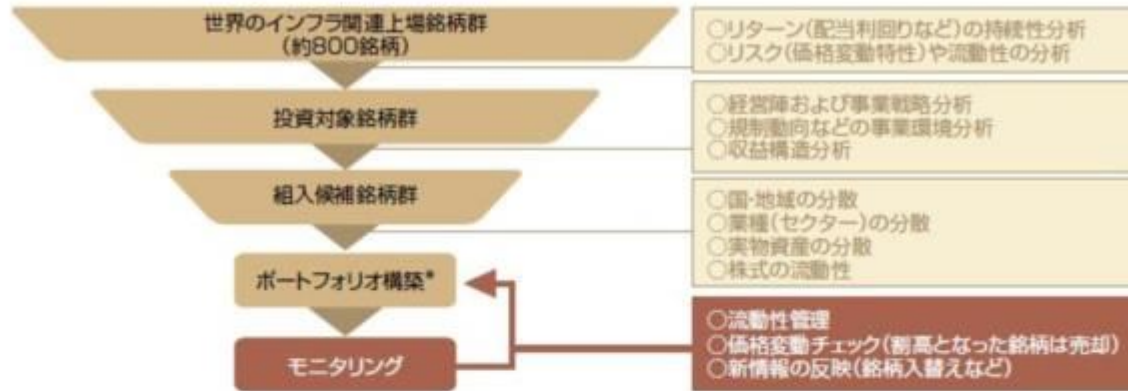 世界のインフラ関連上場銘柄群
(約800銘柄)
○リターン(配当利回りなど)の持続性分析
○リスク(価格変動特性)や流動性の分析
投資対象銘柄群
○経営陣および事業戦略分析
○規制動向などの事業環境分析
○収益構造分析
組入候補銘柄群
○国・地域の分散
○業種(セクター)の分散
○実物資産の分散
○株式の流動性
ポートフォリオ構築*
モニタリング
○流動性管理
○価格変動チェック(割高となった銘柄は売却)
○新情報の反映(銘柄入替えなど)